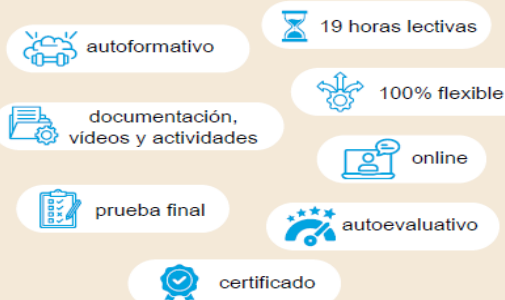 autoformativo
19 horas lectivas
100% flexible
documentación,
vídeos y actividades
online
prueba final
autoevaluativo
certificado